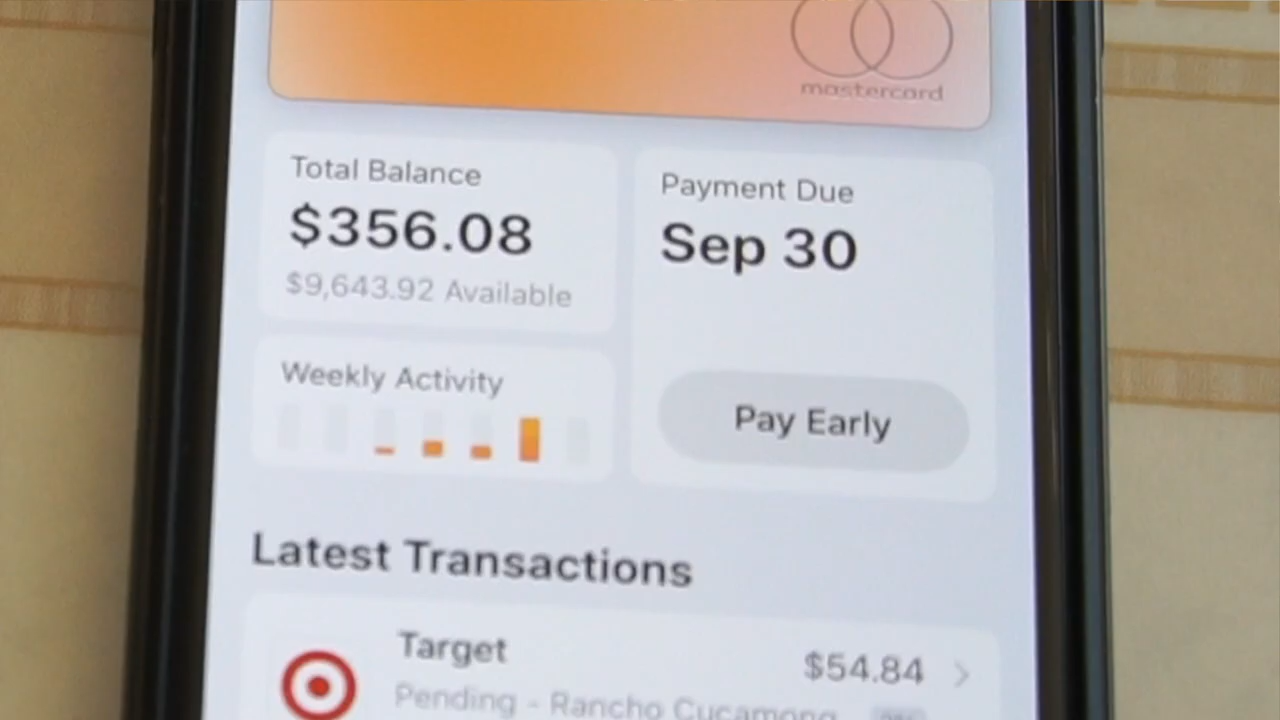 mastercard
Total Balance
$356.08
$9,643.92 Available
Payment Due
Sep 30
Pay Early
Weekly Activity
Latest Transactions
Target
$54.84
Pending - Rancho Cucamong